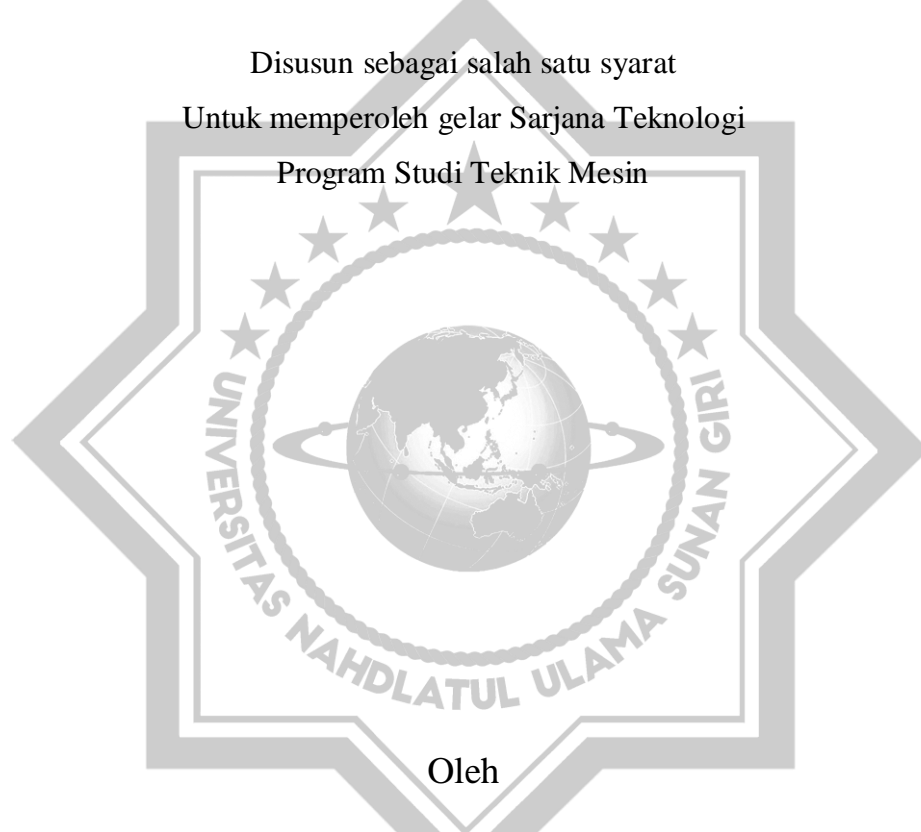 Disusun sebagai salah satu syarat
Untuk memperoleh gelar Sarjana Teknologi
Program Studi Teknik Mesin
UNIVERSITAS NAHDLATUL ULAMA SUNAN GIRI
Oleh